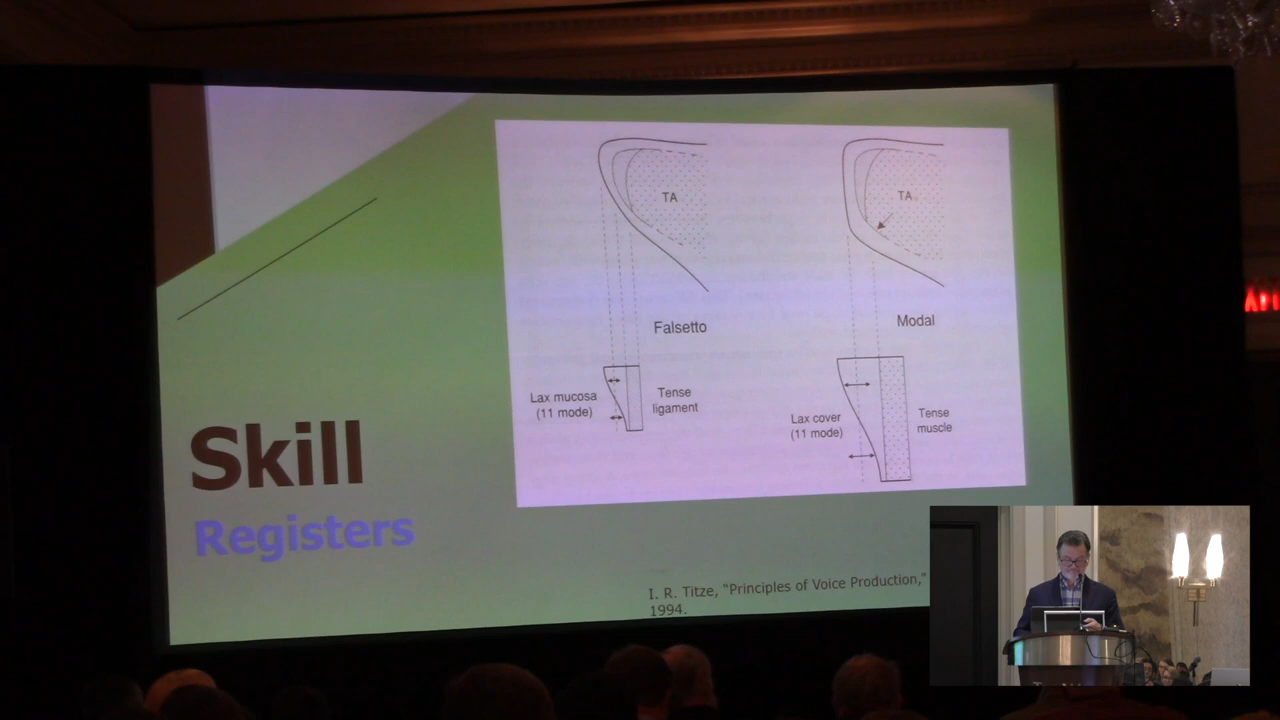 TA
TA
Falsetto
Modal
Lax mucosa
(11 mode)
Tense
ligament
Lax cover
(11 mode)
Tense
muscle
Skill
Registers
I. R. Titze, “Principles of Voice Production,”
1994.